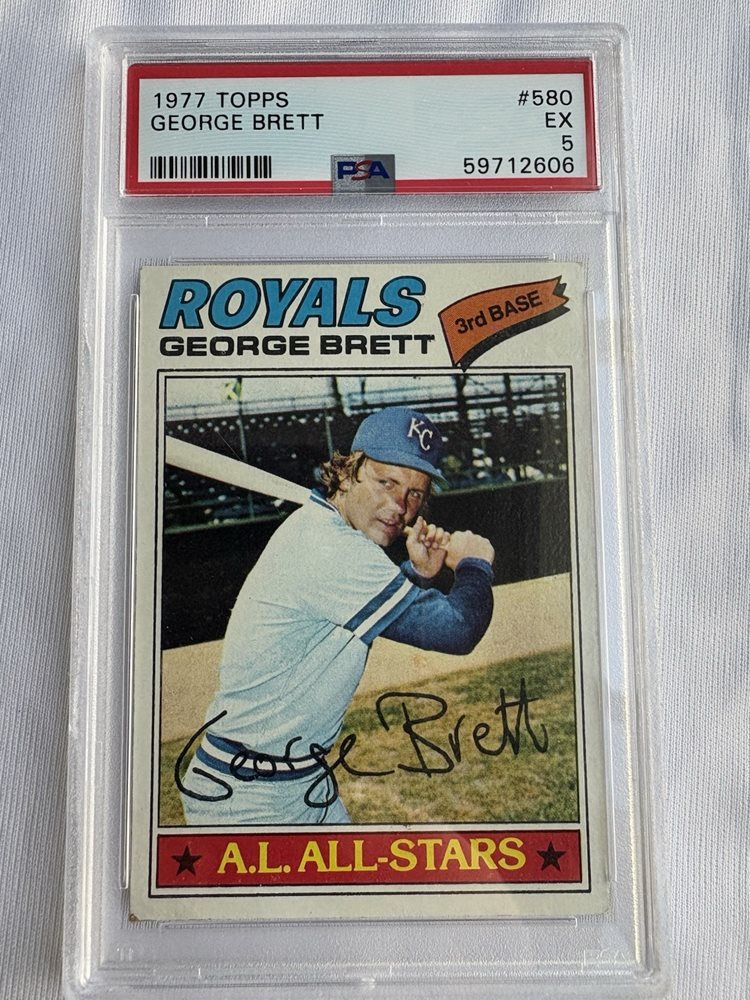 1977 TOPPS #580
GEORGE BRETT EX
5
PSA 59712606
ROYALS
3rd BASE
GEORGE BRETT
KC
George Brett
★ A.L. ALL-STARS ★